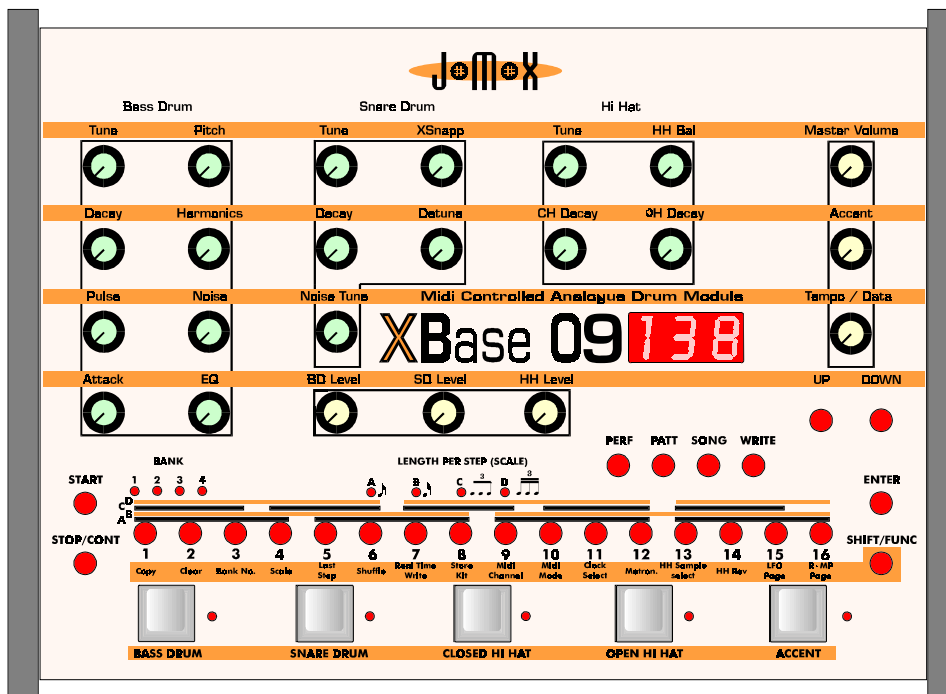 JoMoX
Bass Drum Snare Drum Hi Hat
Tune Pitch Tune XSnapp Tune HH Bal Master Volume
Decay Harmonics Decay Detune CH Decay OH Decay Accent
Pulse Noise Noise Tune Midi Controlled Analogue Drum Module Tempo / Data
XBase 09 138
Attack EQ BD Level SD Level HH Level UP DOWN
PERF PATT SONG WRITE
BANK LENGTH PER STEP (SCALE)
START 1 2 3 4 A B C 3 D 3 ENTER
D
C
B
A
STOP/CONT SHIFT/FUNC
1 2 3 4 5 6 7 8 9 10 11 12 13 14 15 16
Copy Clear Bank No. Scale Last Step Shuffle Real Time Write Store Kit Midi Channel Midi Mode Clock Select Metron. HH Sample select HH Rev LFO Page R-MP Page
BASS DRUM SNARE DRUM CLOSED HI HAT OPEN HI HAT ACCENT